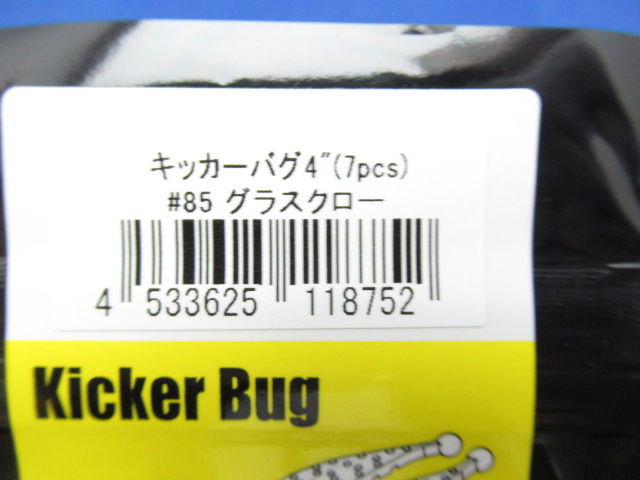 キッカーバグ4″(7pcs)
#85 グラスクロー
4 533625 118752
Kicker Bug